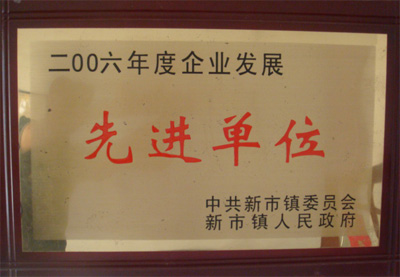 二00六年度企业发展
先进单位
中共新市镇委员会
新市镇人民政府